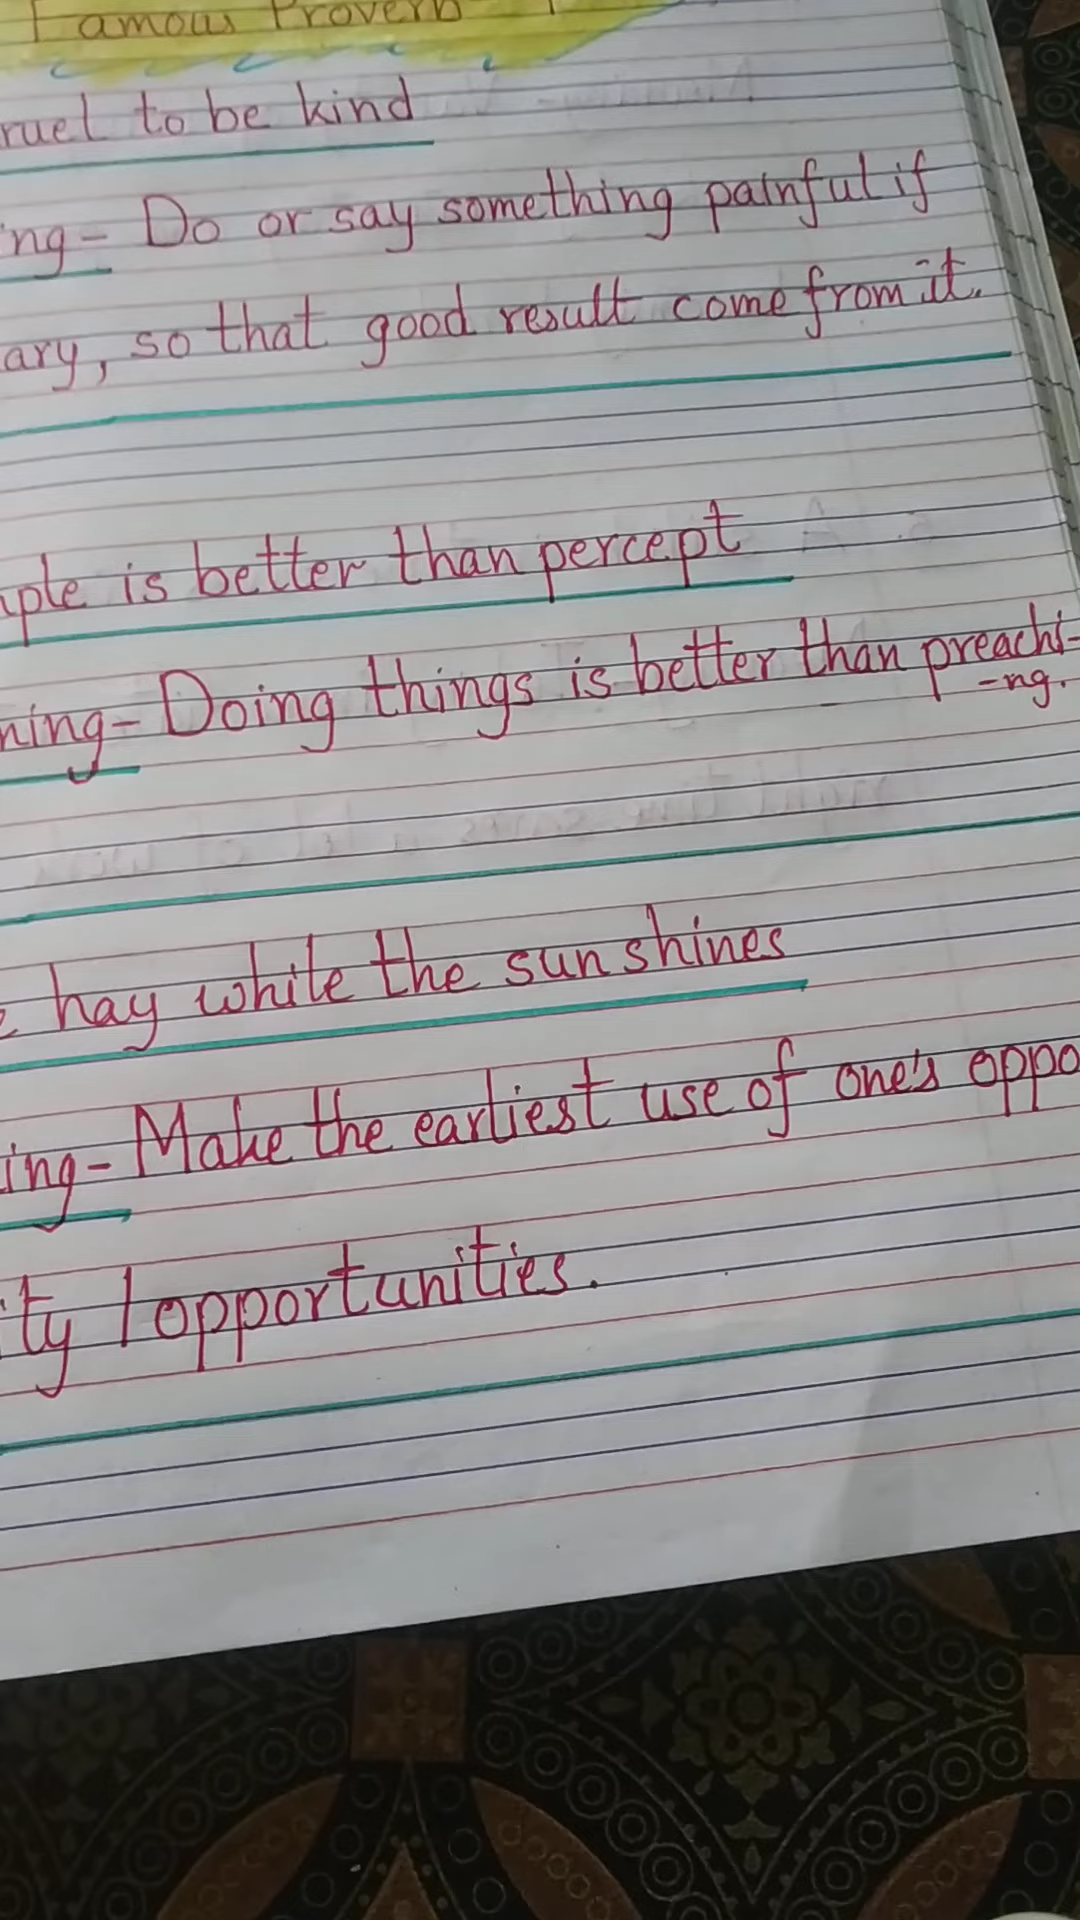 Famous Proverb
ruel to be kind
ing- Do or say something painful if
ary, so that good result come from it.
ple is better than percept
ning- Doing things is better than preachi-
-ng.
hay while the sun shines
ing- Make the earliest use of one's oppo
ity / opportunities.